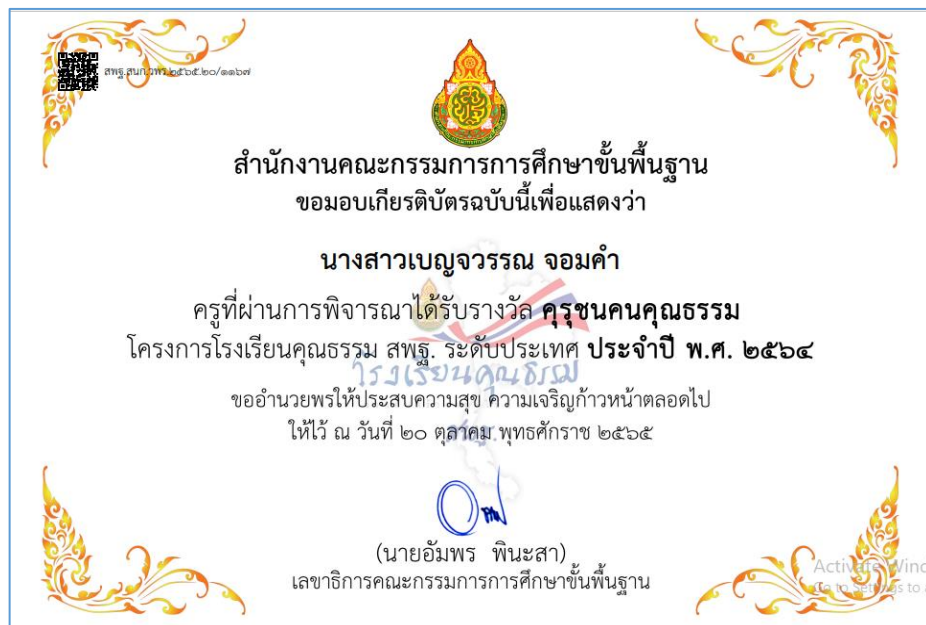 สพฐ.สนก.วพร.๒๕๖๕.๒๐/๑๑๖๗
สำนักงานคณะกรรมการการศึกษาขั้นพื้นฐาน
ขอมอบเกียรติบัตรฉบับนี้เพื่อแสดงว่า
นางสาวเบญจวรรณ จอมคำ
ครูที่ผ่านการพิจารณาได้รับรางวัล คุรุชนคนคุณธรรม
โครงการโรงเรียนคุณธรรม สพฐ. ระดับประเทศ ประจำปี พ.ศ. ๒๕๖๔
โรงเรียนคุณธรรม
ขออำนวยพรให้ประสบความสุข ความเจริญก้าวหน้าตลอดไป
ให้ไว้ ณ วันที่ ๒๐ ตุลาคม พุทธศักราช ๒๕๖๕
(นายอัมพร พินะสา)
เลขาธิการคณะกรรมการการศึกษาขั้นพื้นฐาน
Activate Wind
Go to Settings to A